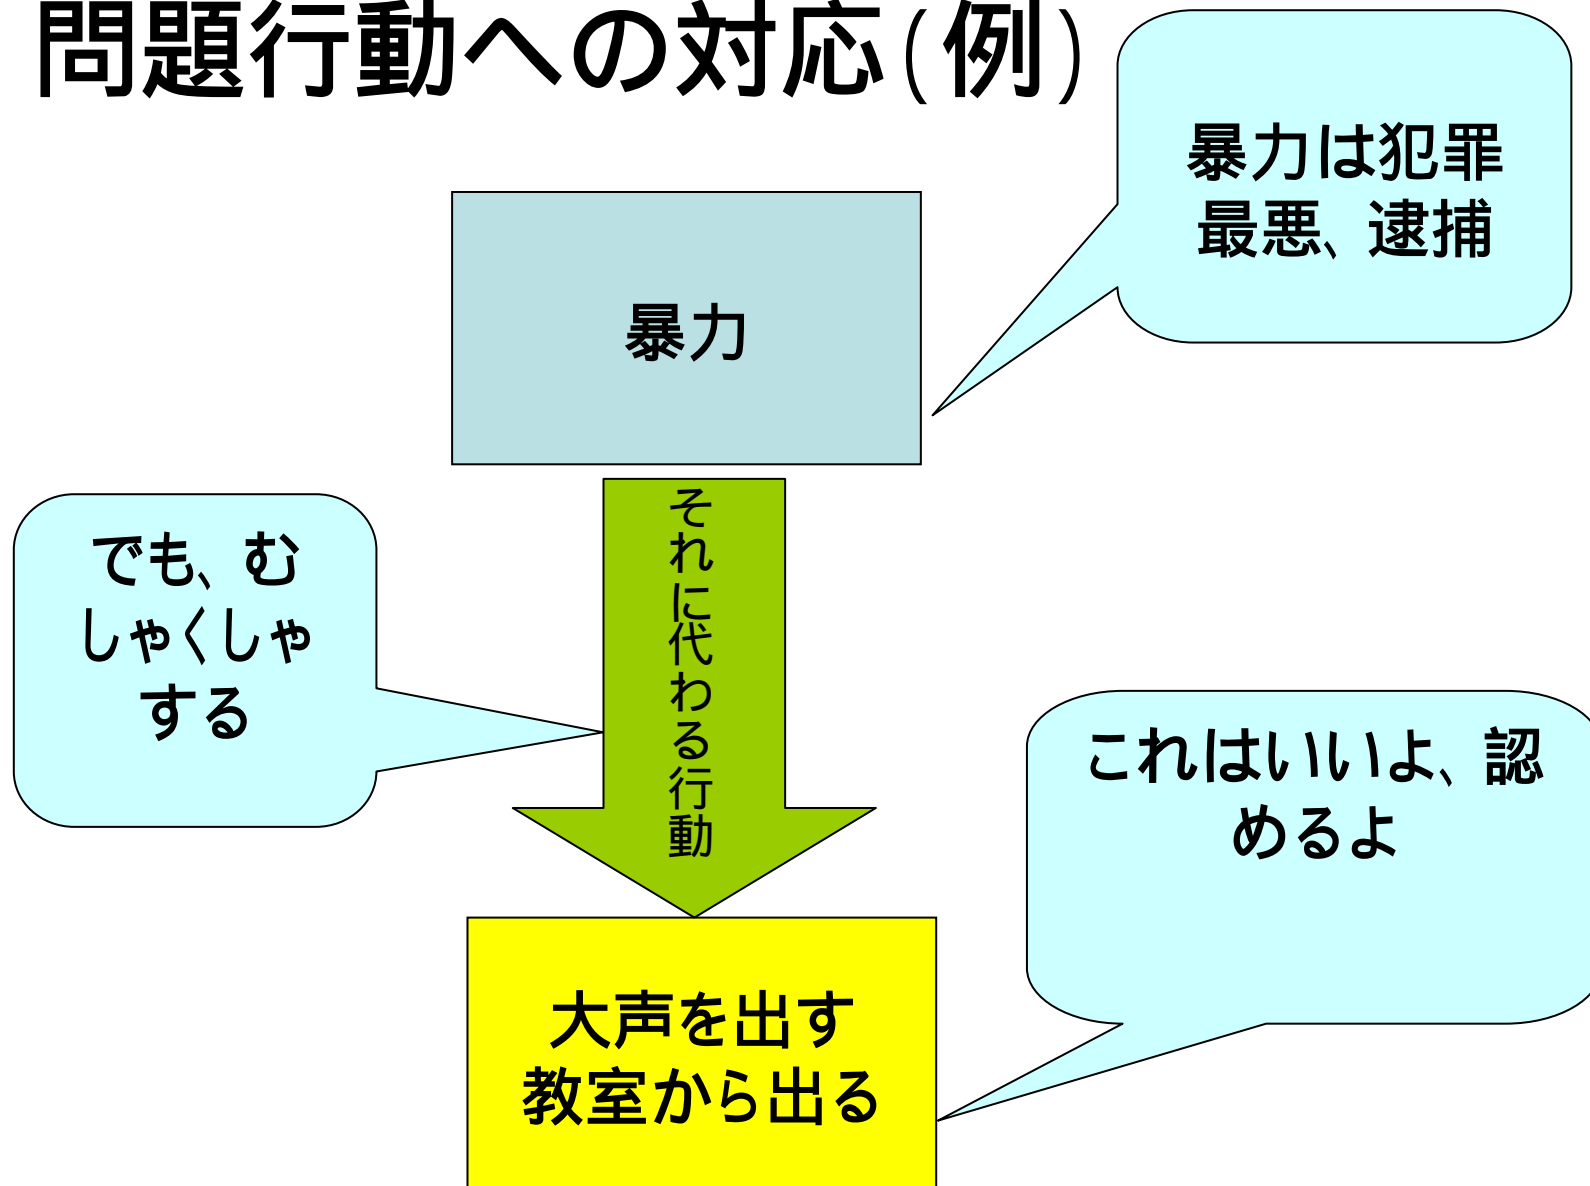 問題行動への対応(例)
暴力は犯罪
最悪、逮捕
暴力
それに代わる行動
でも、む
しゃくしゃ
する
これはいいよ、認
めるよ
大声を出す
教室から出る